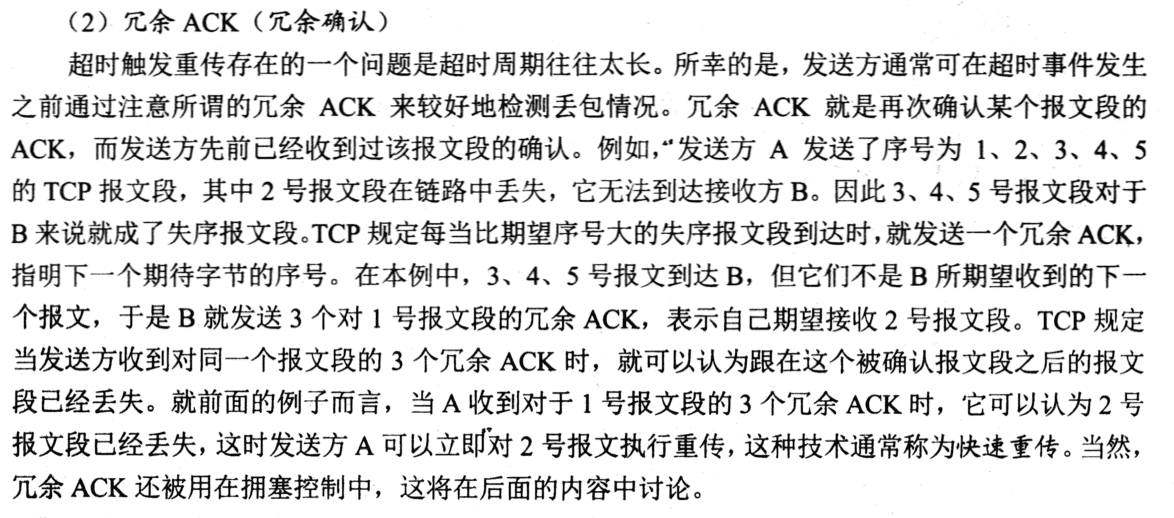 （2）冗余 ACK（冗余确认）
超时触发重传存在的一个问题是超时周期往往太长。所幸的是，发送方通常可在超时事件发生
之前通过注意所谓的冗余 ACK 来较好地检测丢包情况。冗余 ACK 就是再次确认某个报文段的
ACK，而发送方先前已经收到过该报文段的确认。例如，发送方 A 发送了序号为 1、2、3、4、5
的 TCP 报文段，其中 2 号报文段在链路中丢失，它无法到达接收方 B。因此 3、4、5 号报文段对于
B 来说就成了失序报文段。TCP 规定每当比期望序号大的失序报文段到达时，就发送一个冗余 ACK，
指明下一个期待字节的序号。在本例中，3、4、5 号报文到达 B，但它们不是 B 所期望收到的下一
个报文，于是 B 就发送 3 个对 1 号报文段的冗余 ACK，表示自己期望接收 2 号报文段。TCP 规定
当发送方收到对同一个报文段的 3 个冗余 ACK 时，就可以认为跟在这个被确认报文段之后的报文
段已经丢失。就前面的例子而言，当 A 收到对于 1 号报文段的 3 个冗余 ACK 时，它可以认为 2 号
报文段已经丢失，这时发送方 A 可以立即对 2 号报文执行重传，这种技术通常称为快速重传。当然，
冗余 ACK 还被用在拥塞控制中，这将在后面的内容中讨论。